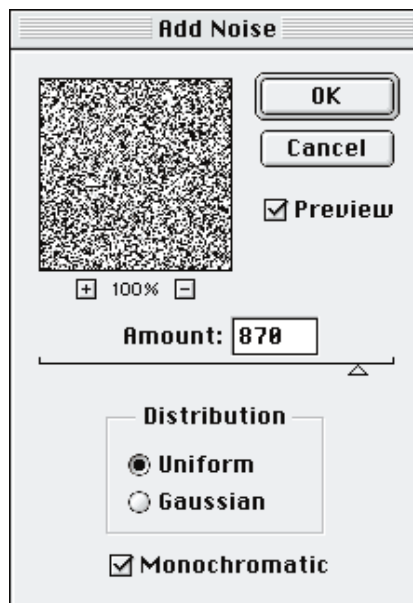 Add Noise
OK
Cancel
Preview
+ 100% −
Amount: 870
Distribution
Uniform
Gaussian
Monochromatic